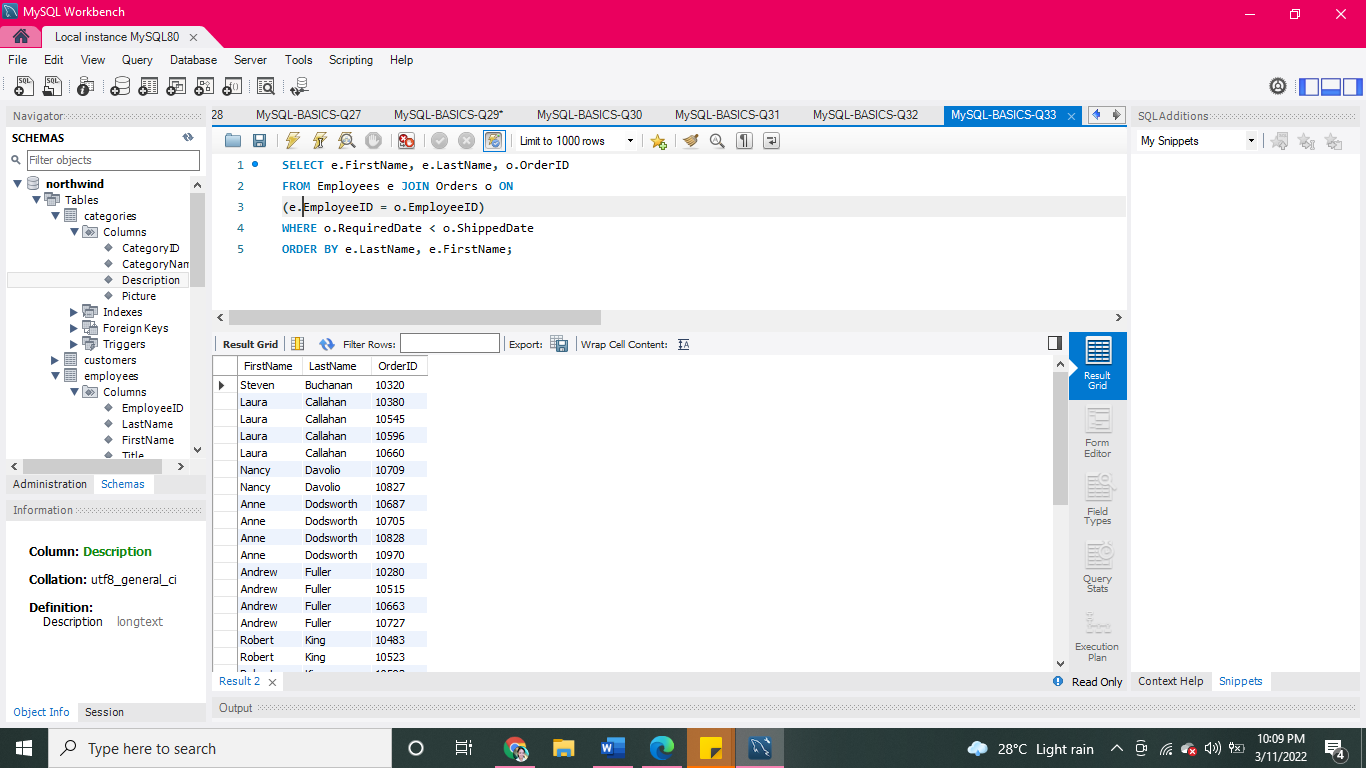 MySQL Workbench
Local instance MySQL80
File Edit View Query Database Server Tools Scripting Help
Navigator
SCHEMAS
Filter objects
northwind
Tables
categories
Columns
CategoryID
CategoryNam
Description
Picture
Indexes
Foreign Keys
Triggers
customers
employees
Columns
EmployeeID
LastName
FirstName
Title
Administration Schemas
Information
Column: Description
Collation: utf8_general_ci
Definition:
Description longtext
Object Info Session
28 MySQL-BASICS-Q27 MySQL-BASICS-Q29* MySQL-BASICS-Q30 MySQL-BASICS-Q31 MySQL-BASICS-Q32 MySQL-BASICS-Q33
Limit to 1000 rows
1 SELECT e.FirstName, e.LastName, o.OrderID
2 FROM Employees e JOIN Orders o ON
3 (e.EmployeeID = o.EmployeeID)
4 WHERE o.RequiredDate < o.ShippedDate
5 ORDER BY e.LastName, e.FirstName;
Result Grid Filter Rows: Export: Wrap Cell Content:
FirstName LastName OrderID
Steven Buchanan 10320
Laura Callahan 10380
Laura Callahan 10545
Laura Callahan 10596
Laura Callahan 10660
Nancy Davolio 10709
Nancy Davolio 10827
Anne Dodsworth 10687
Anne Dodsworth 10705
Anne Dodsworth 10828
Anne Dodsworth 10970
Andrew Fuller 10280
Andrew Fuller 10515
Andrew Fuller 10663
Andrew Fuller 10727
Robert King 10483
Robert King 10523
Result
Grid
Form
Editor
Field
Types
Query
Stats
Execution
Plan
Result 2
Read Only
Output
SQLAdditions
My Snippets
Context Help Snippets
Type here to search
28°C Light rain
10:09 PM
3/11/2022
4